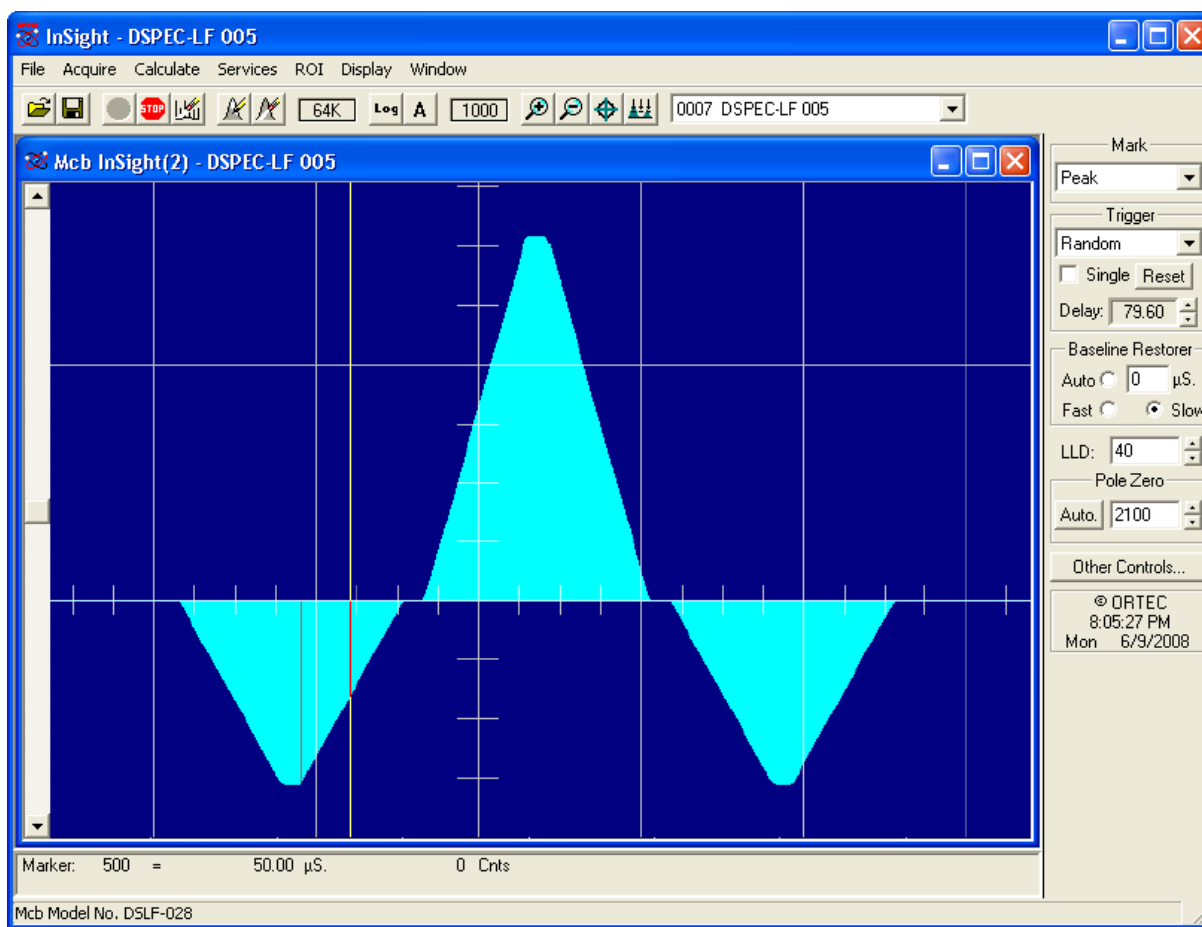 InSight - DSPEC-LF 005
File Acquire Calculate Services ROI Display Window
STOP 64K Log A 1000 0007 DSPEC-LF 005
Mcb InSight(2) - DSPEC-LF 005
Mark
Peak
Trigger
Random
Single Reset
Delay: 79.60
Baseline Restorer
Auto 0 µS.
Fast Slow
LLD: 40
Pole Zero
Auto. 2100
Other Controls...
© ORTEC
8:05:27 PM
Mon 6/9/2008
Marker: 500 = 50.00 µS. 0 Cnts
Mcb Model No. DSLF-028